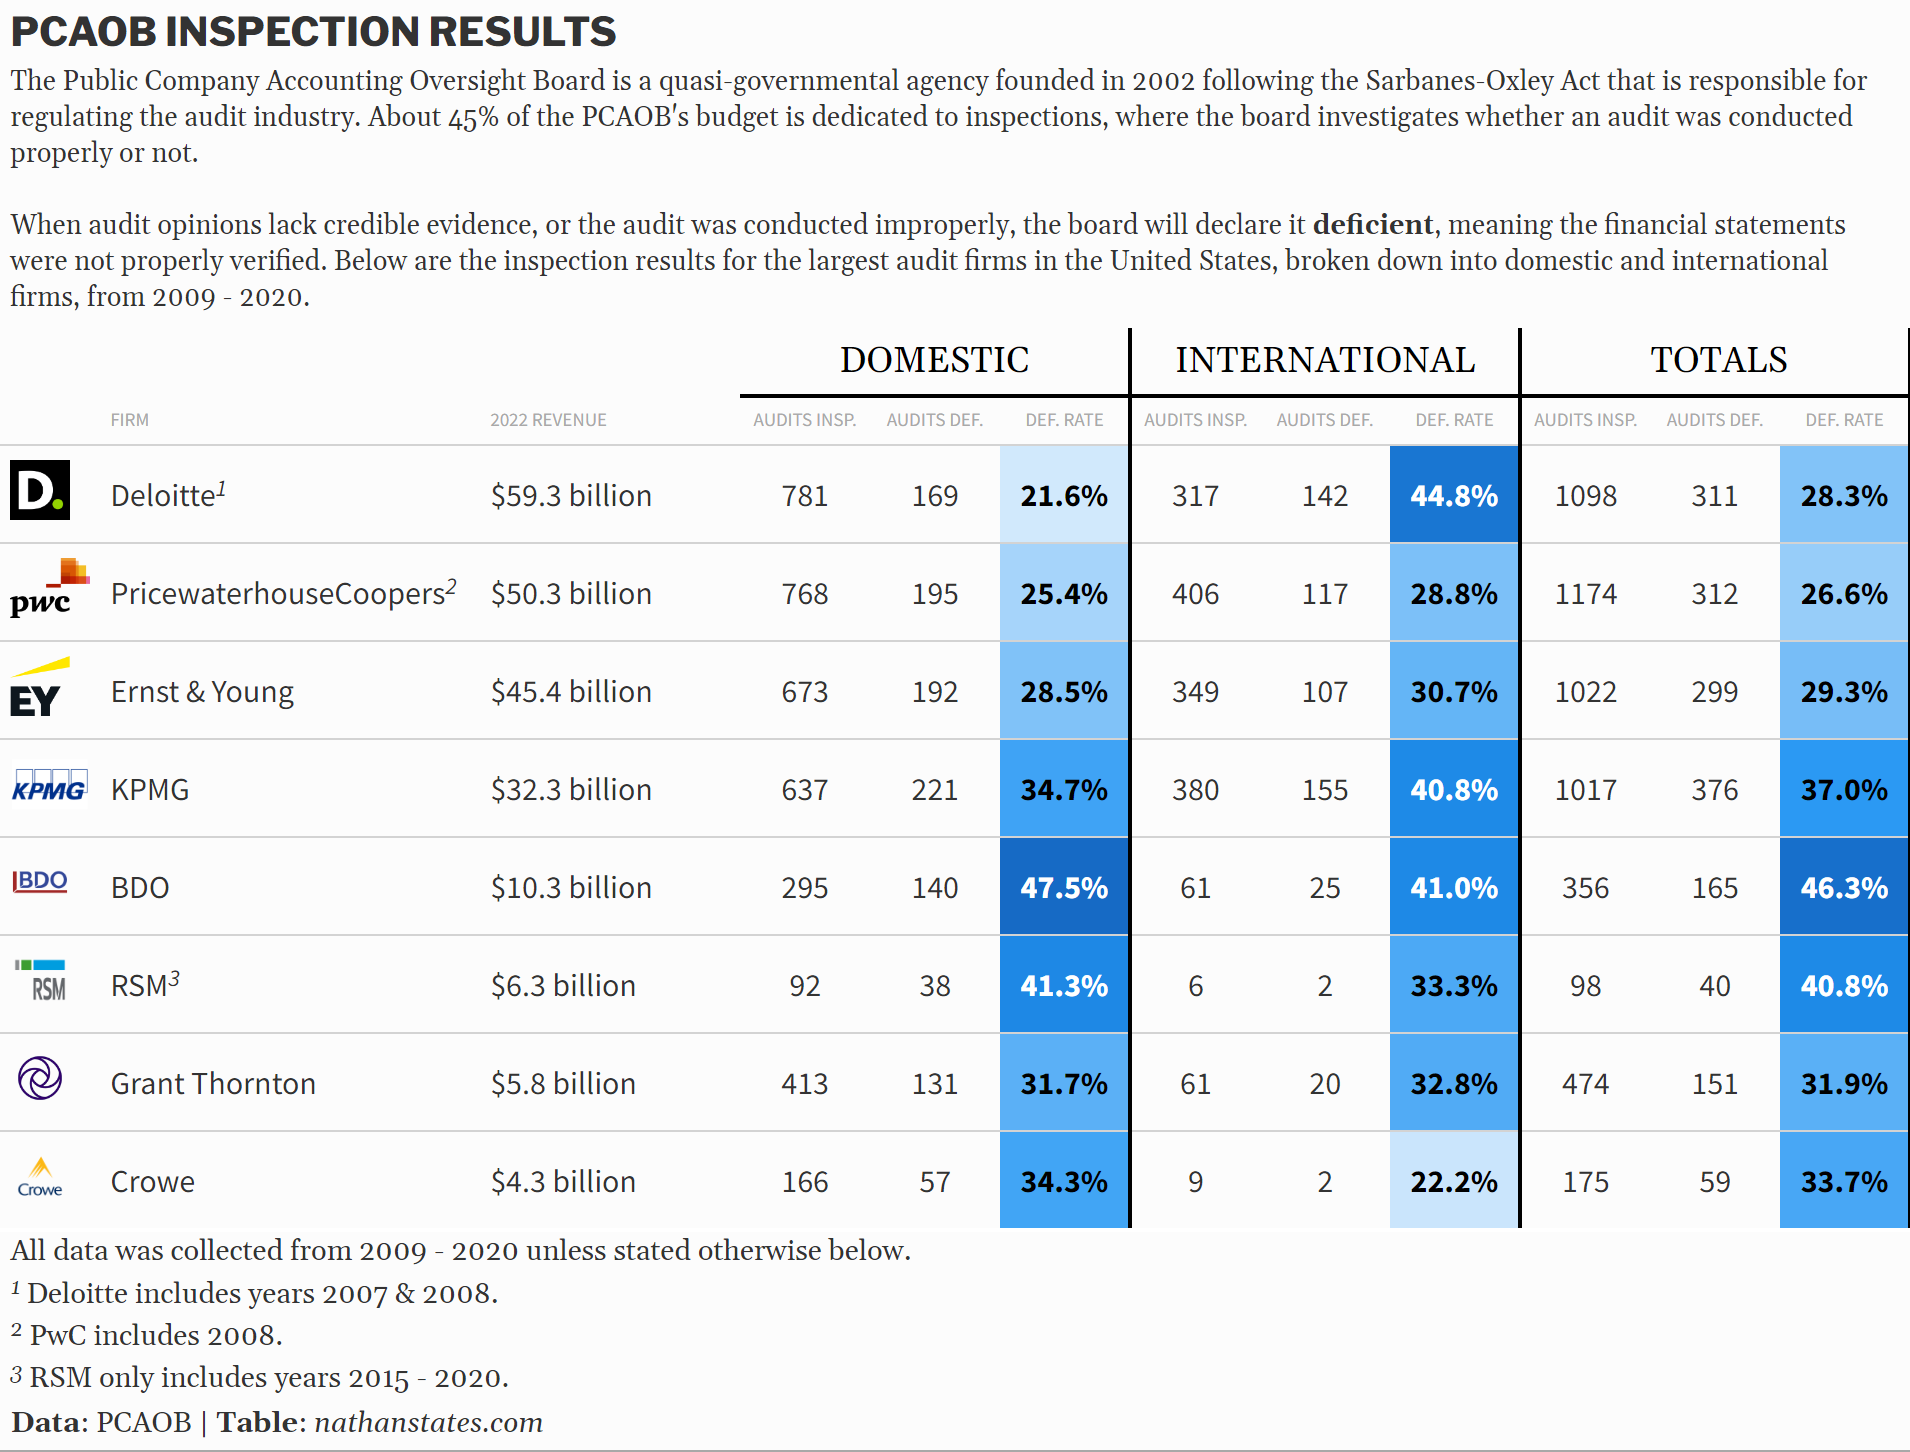 PCAOB INSPECTION RESULTS
The Public Company Accounting Oversight Board is a quasi-governmental agency founded in 2002 following the Sarbanes-Oxley Act that is responsible for
regulating the audit industry. About 45% of the PCAOB's budget is dedicated to inspections, where the board investigates whether an audit was conducted
properly or not.
When audit opinions lack credible evidence, or the audit was conducted improperly, the board will declare it deficient, meaning the financial statements
were not properly verified. Below are the inspection results for the largest audit firms in the United States, broken down into domestic and international
firms, from 2009 - 2020.
DOMESTIC INTERNATIONAL TOTALS
FIRM 2022 REVENUE AUDITS INSP. AUDITS DEF. DEF. RATE AUDITS INSP. AUDITS DEF. DEF. RATE AUDITS INSP. AUDITS DEF. DEF. RATE
D. Deloitte1 $59.3 billion 781 169 21.6% 317 142 44.8% 1098 311 28.3%
pwc PricewaterhouseCoopers2 $50.3 billion 768 195 25.4% 406 117 28.8% 1174 312 26.6%
EY Ernst & Young $45.4 billion 673 192 28.5% 349 107 30.7% 1022 299 29.3%
KPMG KPMG $32.3 billion 637 221 34.7% 380 155 40.8% 1017 376 37.0%
BDO BDO $10.3 billion 295 140 47.5% 61 25 41.0% 356 165 46.3%
RSM RSM3 $6.3 billion 92 38 41.3% 6 2 33.3% 98 40 40.8%
Grant Thornton $5.8 billion 413 131 31.7% 61 20 32.8% 474 151 31.9%
Crowe Crowe $4.3 billion 166 57 34.3% 9 2 22.2% 175 59 33.7%
All data was collected from 2009 - 2020 unless stated otherwise below.
1 Deloitte includes years 2007 & 2008.
2 PwC includes 2008.
3 RSM only includes years 2015 - 2020.
Data: PCAOB | Table: nathanstates.com